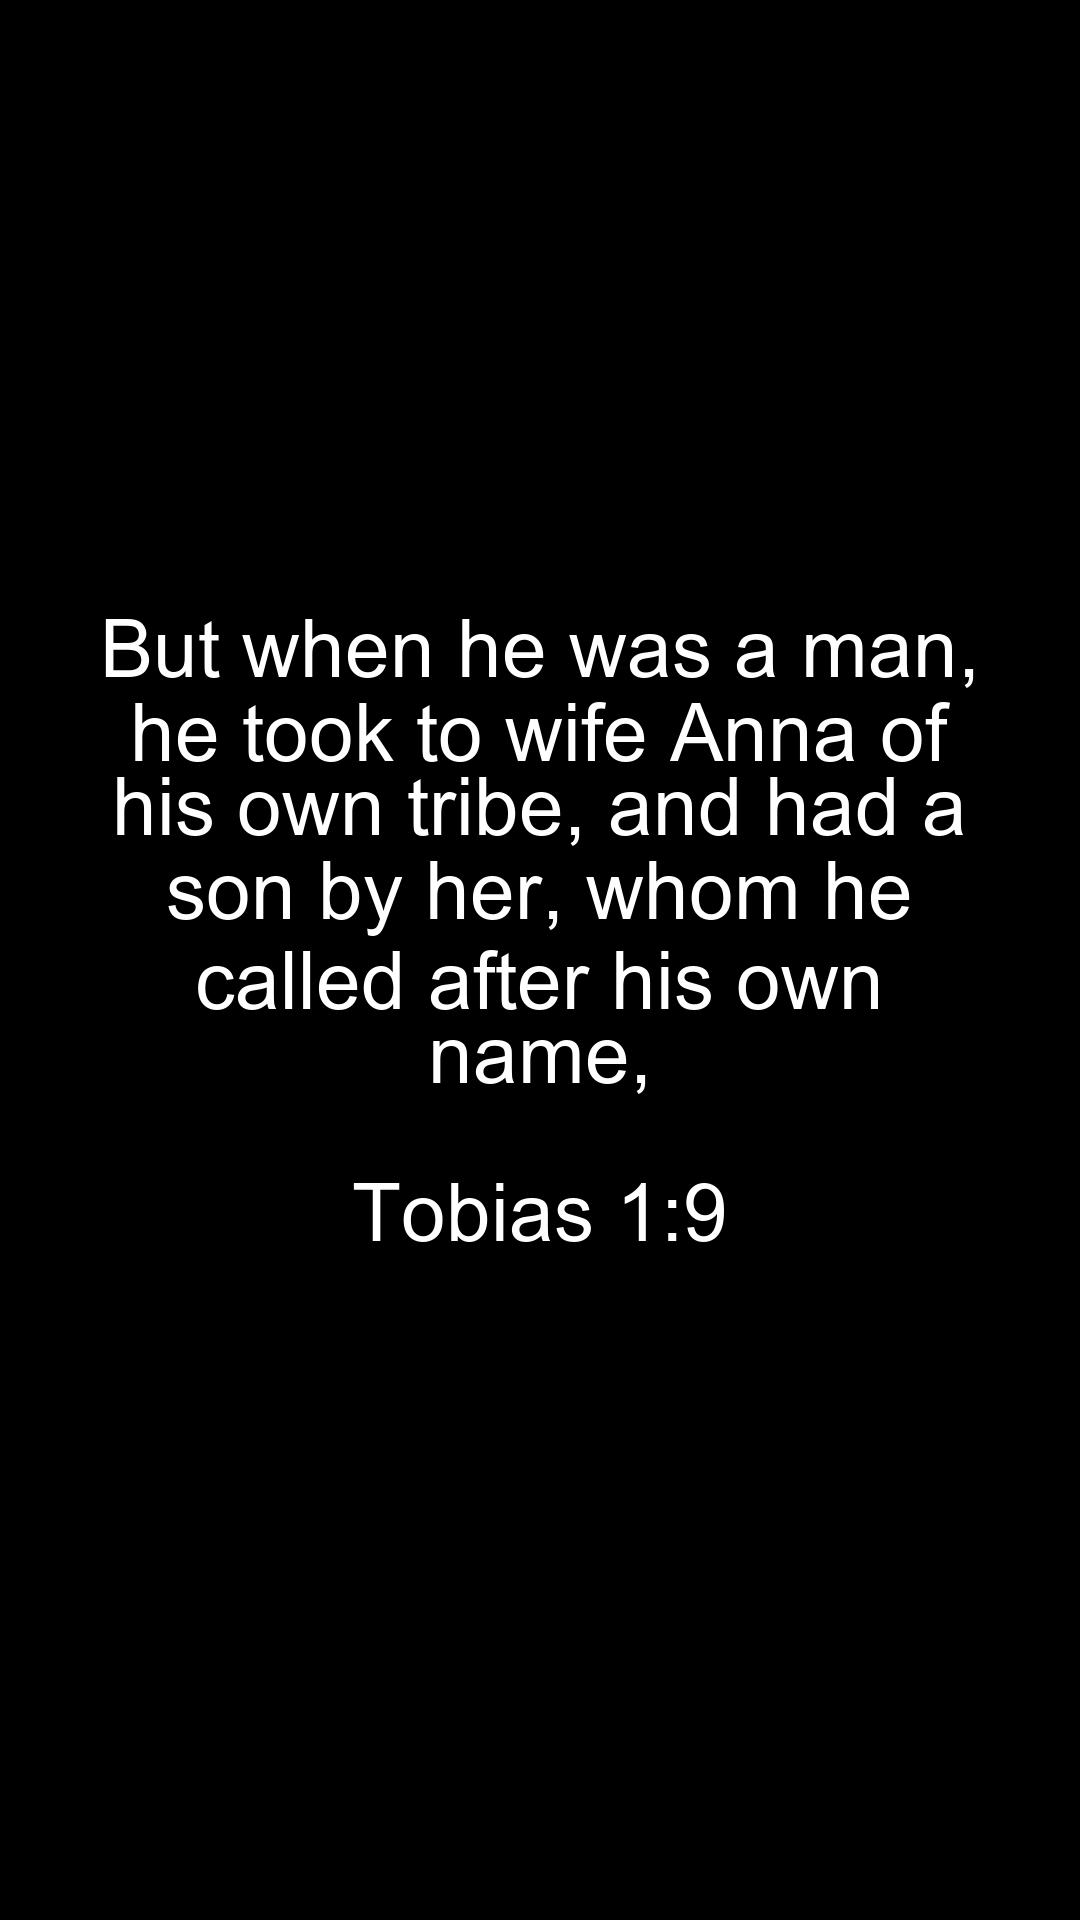 But when he was a man,
he took to wife Anna of
his own tribe, and had a
son by her, whom he
called after his own
name,
Tobias 1:9